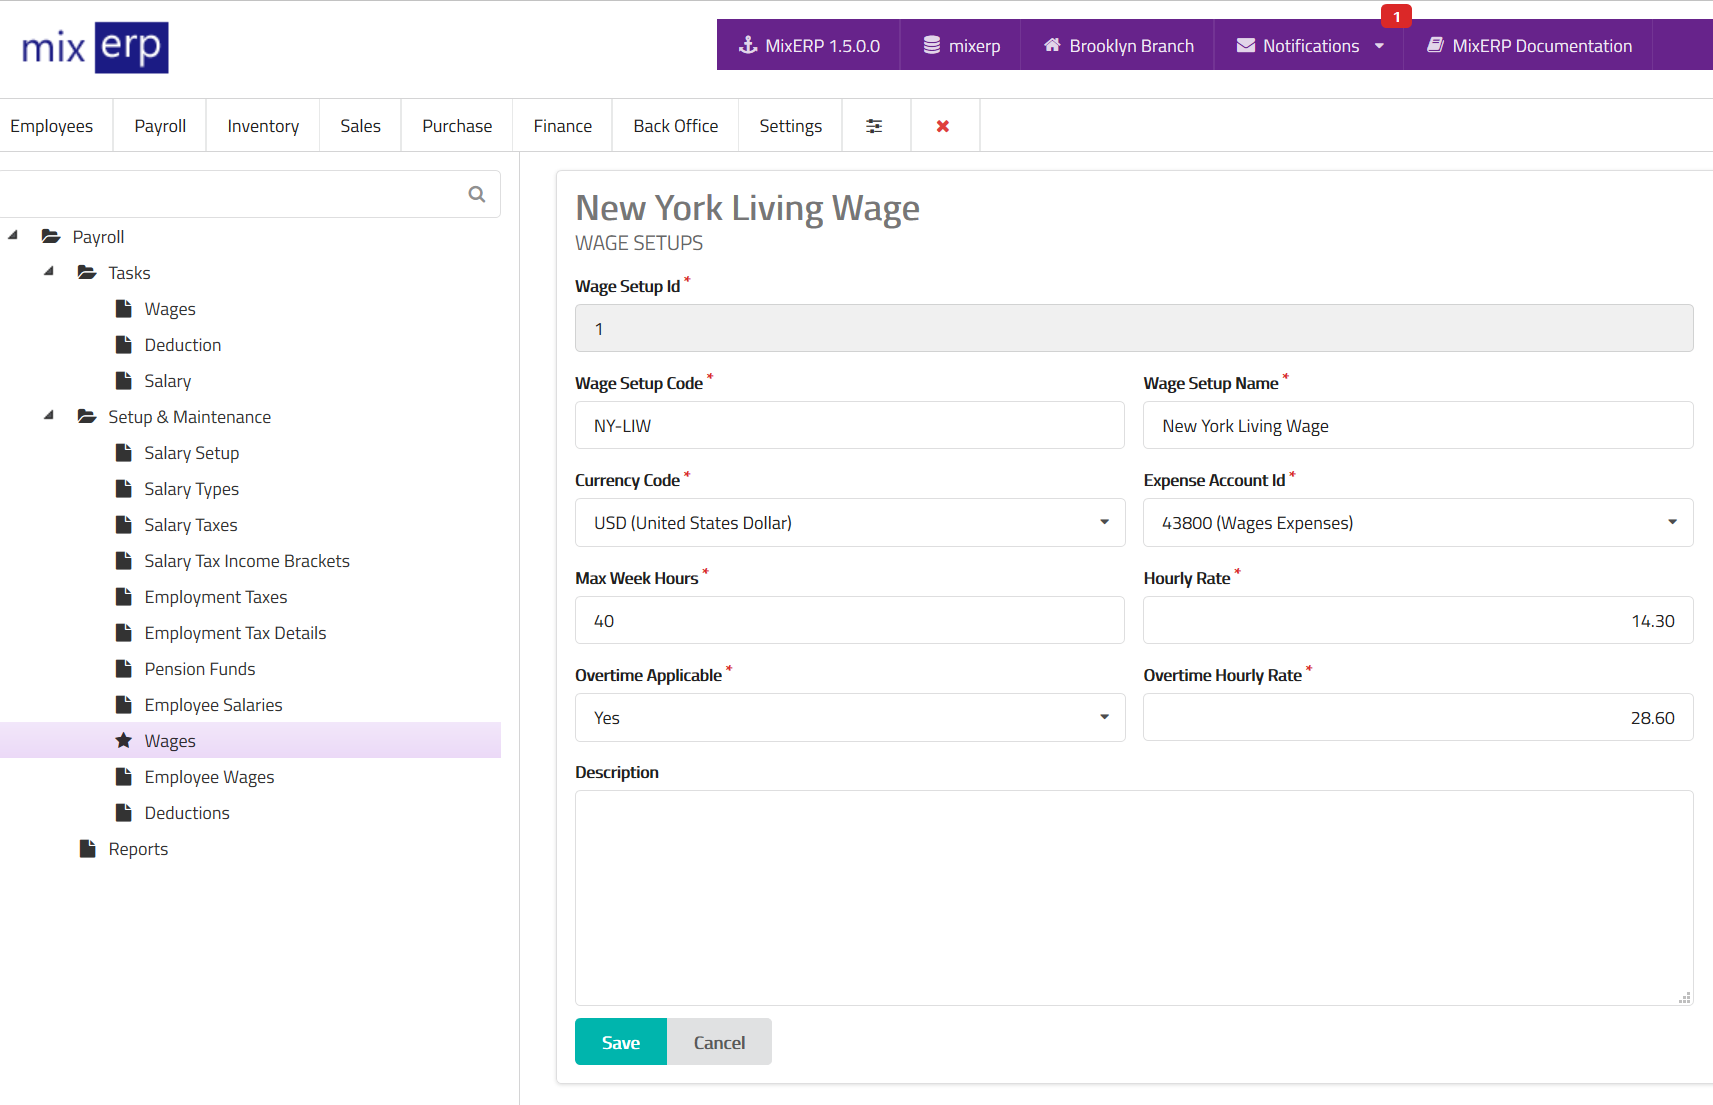 mix erp
1
MixERP 1.5.0.0 mixerp Brooklyn Branch Notifications MixERP Documentation
Employees Payroll Inventory Sales Purchase Finance Back Office Settings
Payroll
Tasks
Wages
Deduction
Salary
Setup & Maintenance
Salary Setup
Salary Types
Salary Taxes
Salary Tax Income Brackets
Employment Taxes
Employment Tax Details
Pension Funds
Employee Salaries
Wages
Employee Wages
Deductions
Reports
New York Living Wage
WAGE SETUPS
Wage Setup Id *
1
Wage Setup Code * Wage Setup Name *
NY-LIW New York Living Wage
Currency Code * Expense Account Id *
USD (United States Dollar) 43800 (Wages Expenses)
Max Week Hours * Hourly Rate *
40 14.30
Overtime Applicable * Overtime Hourly Rate *
Yes 28.60
Description
Save Cancel